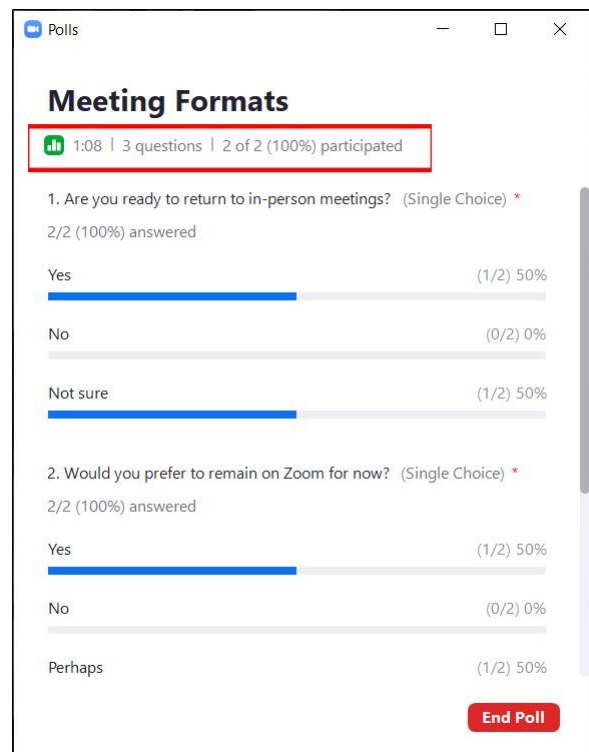 Polls
Meeting Formats
1:08 | 3 questions | 2 of 2 (100%) participated
1. Are you ready to return to in-person meetings? (Single Choice) *
2/2 (100%) answered
Yes (1/2) 50%
No (0/2) 0%
Not sure (1/2) 50%
2. Would you prefer to remain on Zoom for now? (Single Choice) *
2/2 (100%) answered
Yes (1/2) 50%
No (0/2) 0%
Perhaps (1/2) 50%
End Poll